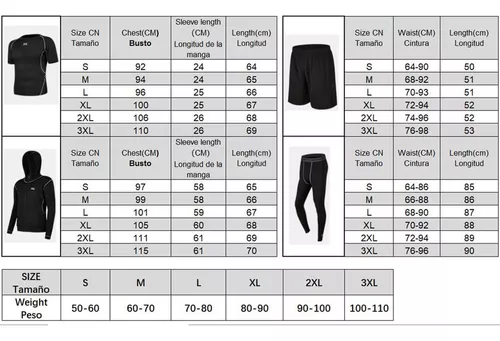 Size CN Tamaño | Chest(CM) Busto | Sleeve length (CM) Longitud de la manga | Length(cm) Longitud
S | 92 | 24 | 64
M | 94 | 24 | 65
L | 96 | 25 | 66
XL | 100 | 25 | 67
2XL | 106 | 26 | 68
3XL | 110 | 26 | 69
Size CN Tamaño | Waist(CM) Cintura | Length(cm) Longitud
S | 64-90 | 50
M | 68-92 | 51
L | 70-93 | 51
XL | 72-94 | 52
2XL | 74-96 | 52
3XL | 76-98 | 53
Size CN Tamaño | Chest(CM) Busto | Sleeve length (CM) Longitud de la manga | Length(cm) Longitud
S | 97 | 58 | 65
M | 99 | 58 | 66
L | 101 | 59 | 67
XL | 105 | 60 | 68
2XL | 111 | 61 | 69
3XL | 115 | 61 | 70
Size CN Tamaño | Waist(CM) Cintura | Length(cm) Longitud
S | 64-86 | 85
M | 66-88 | 86
L | 68-90 | 87
XL | 70-92 | 88
2XL | 72-94 | 89
3XL | 76-96 | 90
SIZE Tamaño | S | M | L | XL | 2XL | 3XL
Weight Peso | 50-60 | 60-70 | 70-80 | 80-90 | 90-100 | 100-110